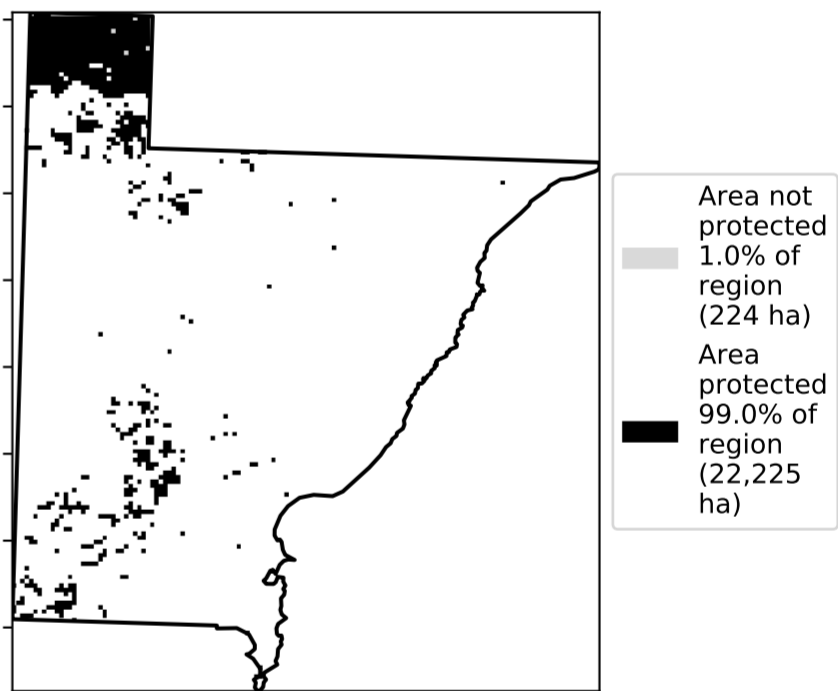 Area not
protected
1.0% of
region
(224 ha)
Area
protected
99.0% of
region
(22,225
ha)